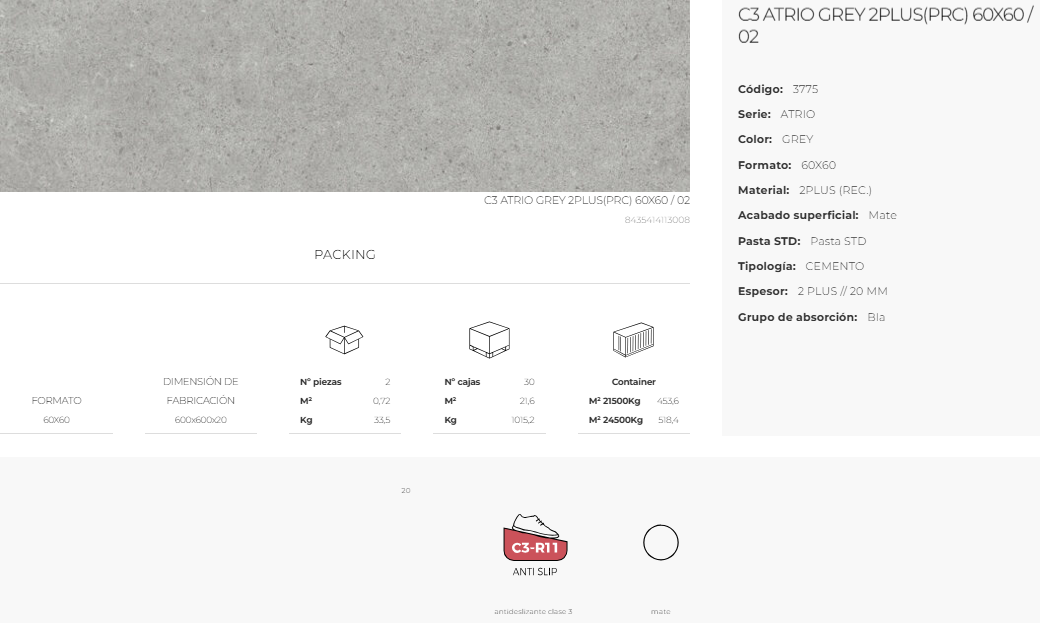 C3 ATRIO GREY 2PLUS(PRC) 60X60 /
02
Código: 3775
Serie: ATRIO
Color: GREY
Formato: 60X60
Material: 2PLUS (REC.)
Acabado superficial: Mate
Pasta STD: Pasta STD
Tipología: CEMENTO
Espesor: 2 PLUS // 20 MM
Grupo de absorción: Bla
C3 ATRIO GREY 2PLUS(PRC) 60X60 / 02
8435414113008
PACKING
FORMATO
60X60
DIMENSIÓN DE
FABRICACIÓN
600x600x20
Nº piezas 2
M² 0,72
Kg 33,5
Nº cajas 30
M² 21,6
Kg 1015,2
Container
M² 21500Kg 453,6
M² 24500Kg 518,4
20
C3-R11
ANTI SLIP
antideslizante clase 3
mate